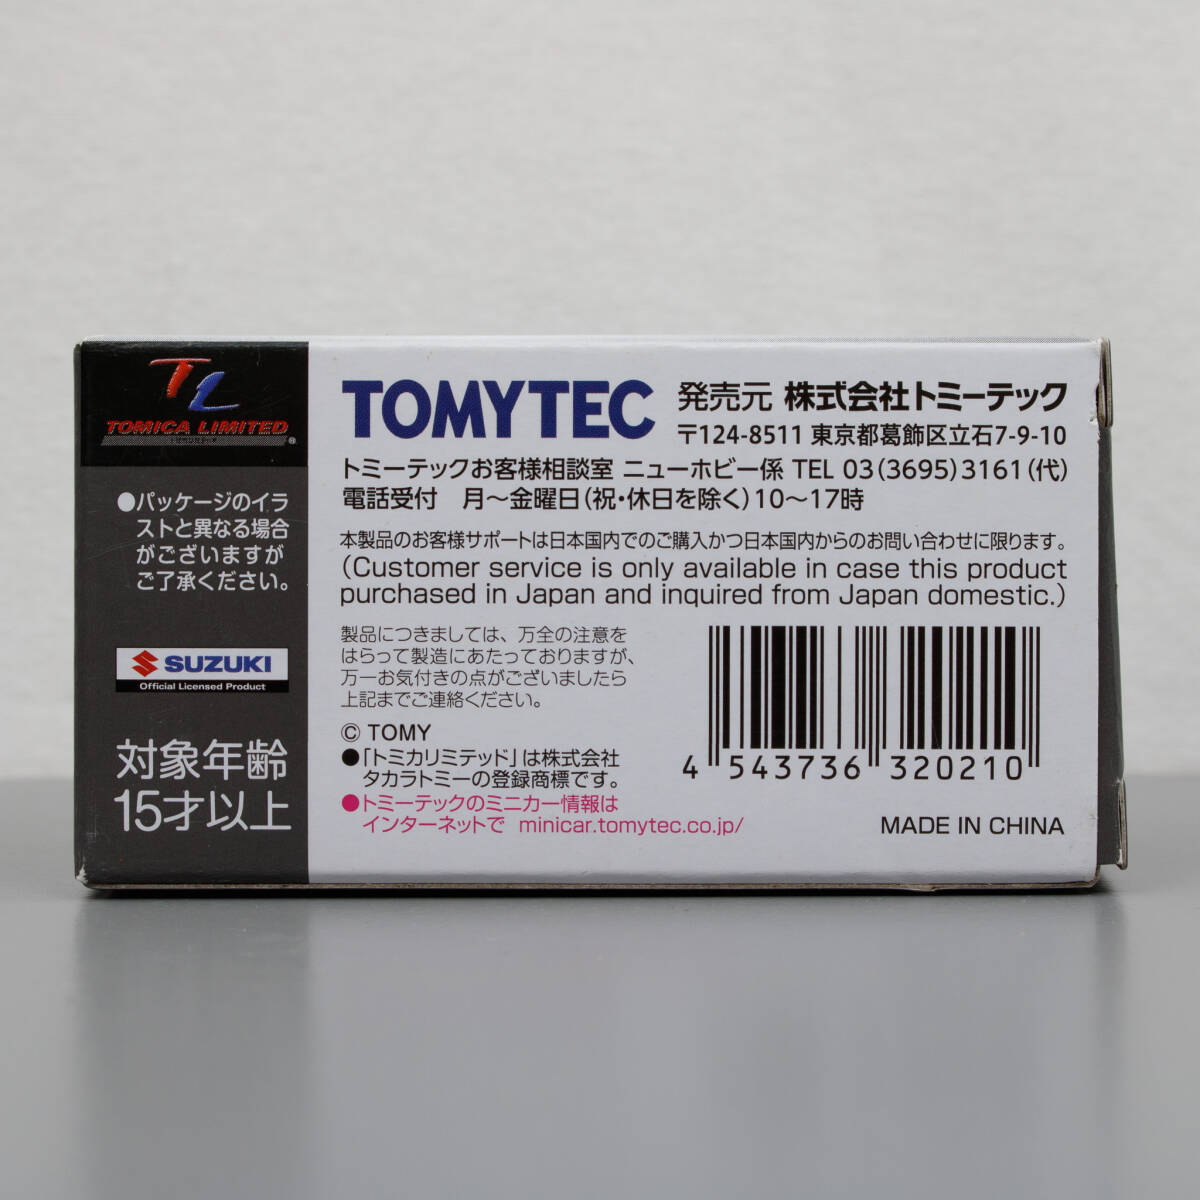 TL
TOMICA LIMITED
●パッケージのイラ
ストと異なる場合
がございますが
ご了承ください。
SUZUKI
Official Licensed Product
対象年齢
15才以上
TOMYTEC 発売元 株式会社トミーテック
〒124-8511 東京都葛飾区立石7-9-10
トミーテックお客様相談室 ニューホビー係 TEL 03(3695)3161(代)
電話受付 月〜金曜日(祝・休日を除く)10〜17時
本製品のお客様サポートは日本国内でのご購入かつ日本国内からのお問い合わせに限ります。
(Customer service is only available in case this product
purchased in Japan and inquired from Japan domestic.)
製品につきましては、万全の注意を
はらって製造にあたっておりますが、
万一お気付きの点がございましたら
上記までご連絡ください。
© TOMY
●「トミカリミテッド」は株式会社
タカラトミーの登録商標です。
●トミーテックのミニカー情報は
インターネットで minicar.tomytec.co.jp/
4 543736 320210
MADE IN CHINA